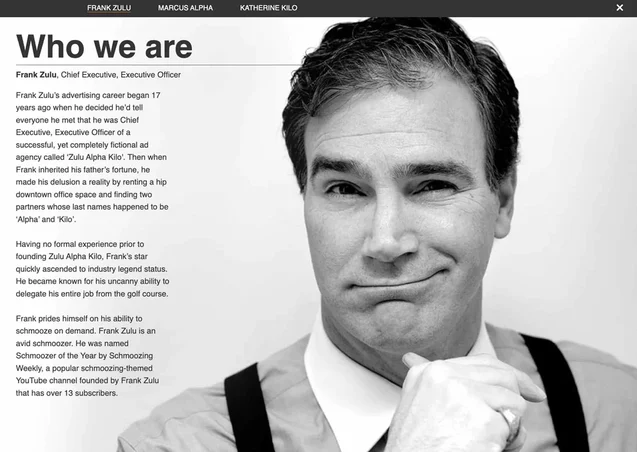 FRANK ZULU MARCUS ALPHA KATHERINE KILO ✕
Who we are
Frank Zulu, Chief Executive, Executive Officer
Frank Zulu's advertising career began 17
years ago when he decided he'd tell
everyone he met that he was Chief
Executive, Executive Officer of a
successful, yet completely fictional ad
agency called 'Zulu Alpha Kilo'. Then when
Frank inherited his father's fortune, he
made his delusion a reality by renting a hip
downtown office space and finding two
partners whose last names happened to be
'Alpha' and 'Kilo'.
Having no formal experience prior to
founding Zulu Alpha Kilo, Frank's star
quickly ascended to industry legend status.
He became known for his uncanny ability to
delegate his entire job from the golf course.
Frank prides himself on his ability to
schmooze on demand. Frank Zulu is an
avid schmoozer. He was named
Schmoozer of the Year by Schmoozing
Weekly, a popular schmoozing-themed
YouTube channel founded by Frank Zulu
that has over 13 subscribers.